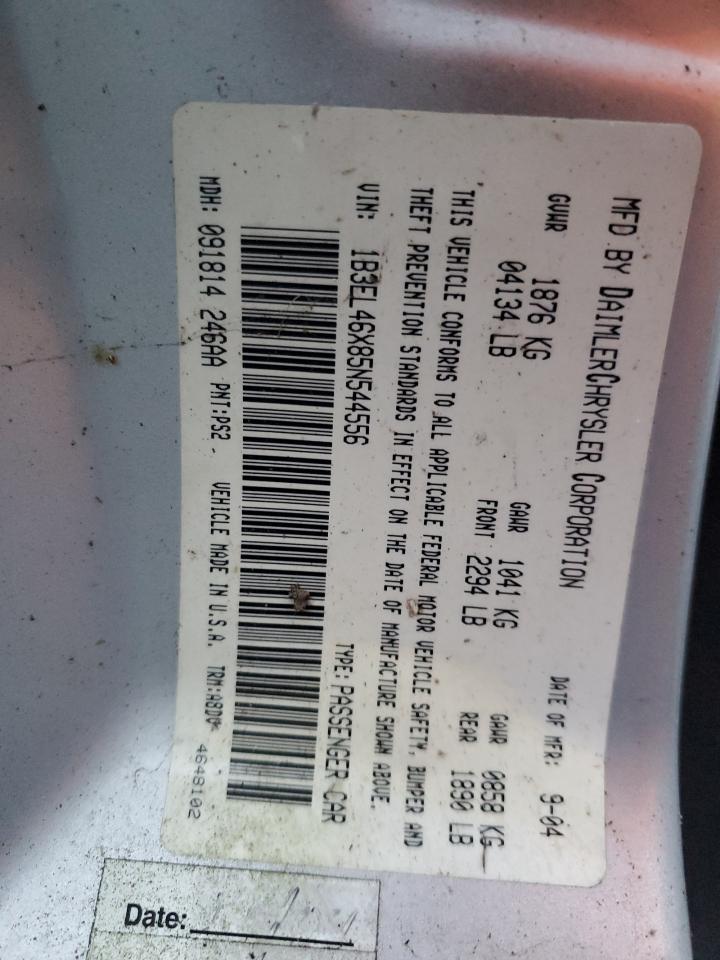 MFD BY DAIMLERCHRYSLER CORPORATION
DATE OF MFR: 9-04
GVWR 1876 KG
04134 LB
GAWR FRONT 1041 KG
2294 LB
GAWR REAR 0858 KG
1890 LB
THIS VEHICLE CONFORMS TO ALL APPLICABLE FEDERAL MOTOR VEHICLE SAFETY, BUMPER AND
THEFT PREVENTION STANDARDS IN EFFECT ON THE DATE OF MANUFACTURE SHOWN ABOVE.
VIN: 1B3EL46X85N544556 TYPE: PASSENGER CAR
MDH: 091814 246AA PNT:PS2 VEHICLE MADE IN U.S.A. TRM:A8D0 4648102
Date: